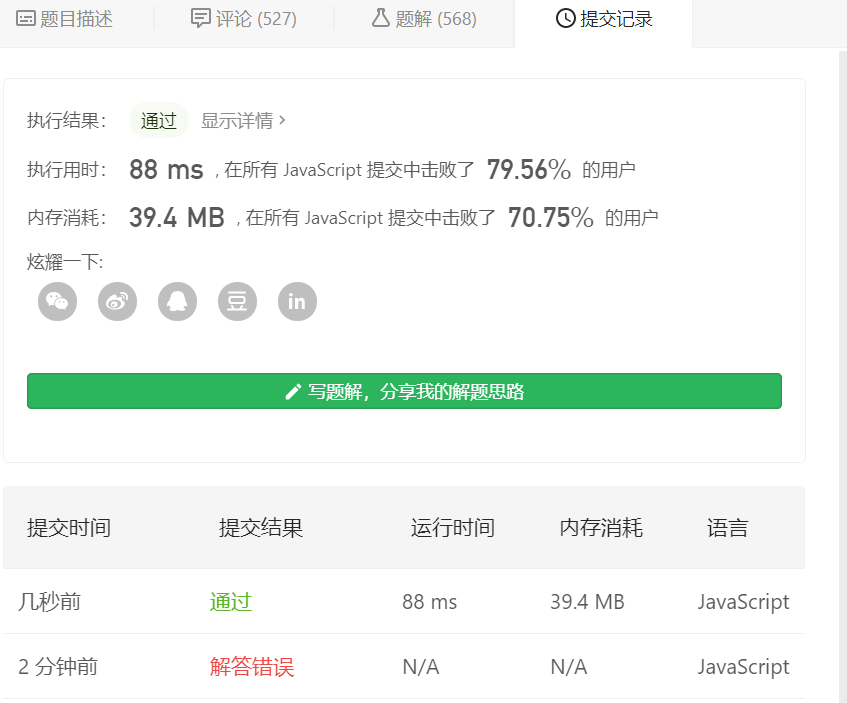 题目描述 评论 (527) 题解 (568) 提交记录
执行结果： 通过 显示详情 ›
执行用时： 88 ms , 在所有 JavaScript 提交中击败了 79.56% 的用户
内存消耗： 39.4 MB , 在所有 JavaScript 提交中击败了 70.75% 的用户
炫耀一下:
豆 in
写题解，分享我的解题思路
提交时间 提交结果 运行时间 内存消耗 语言
几秒前 通过 88 ms 39.4 MB JavaScript
2 分钟前 解答错误 N/A N/A JavaScript